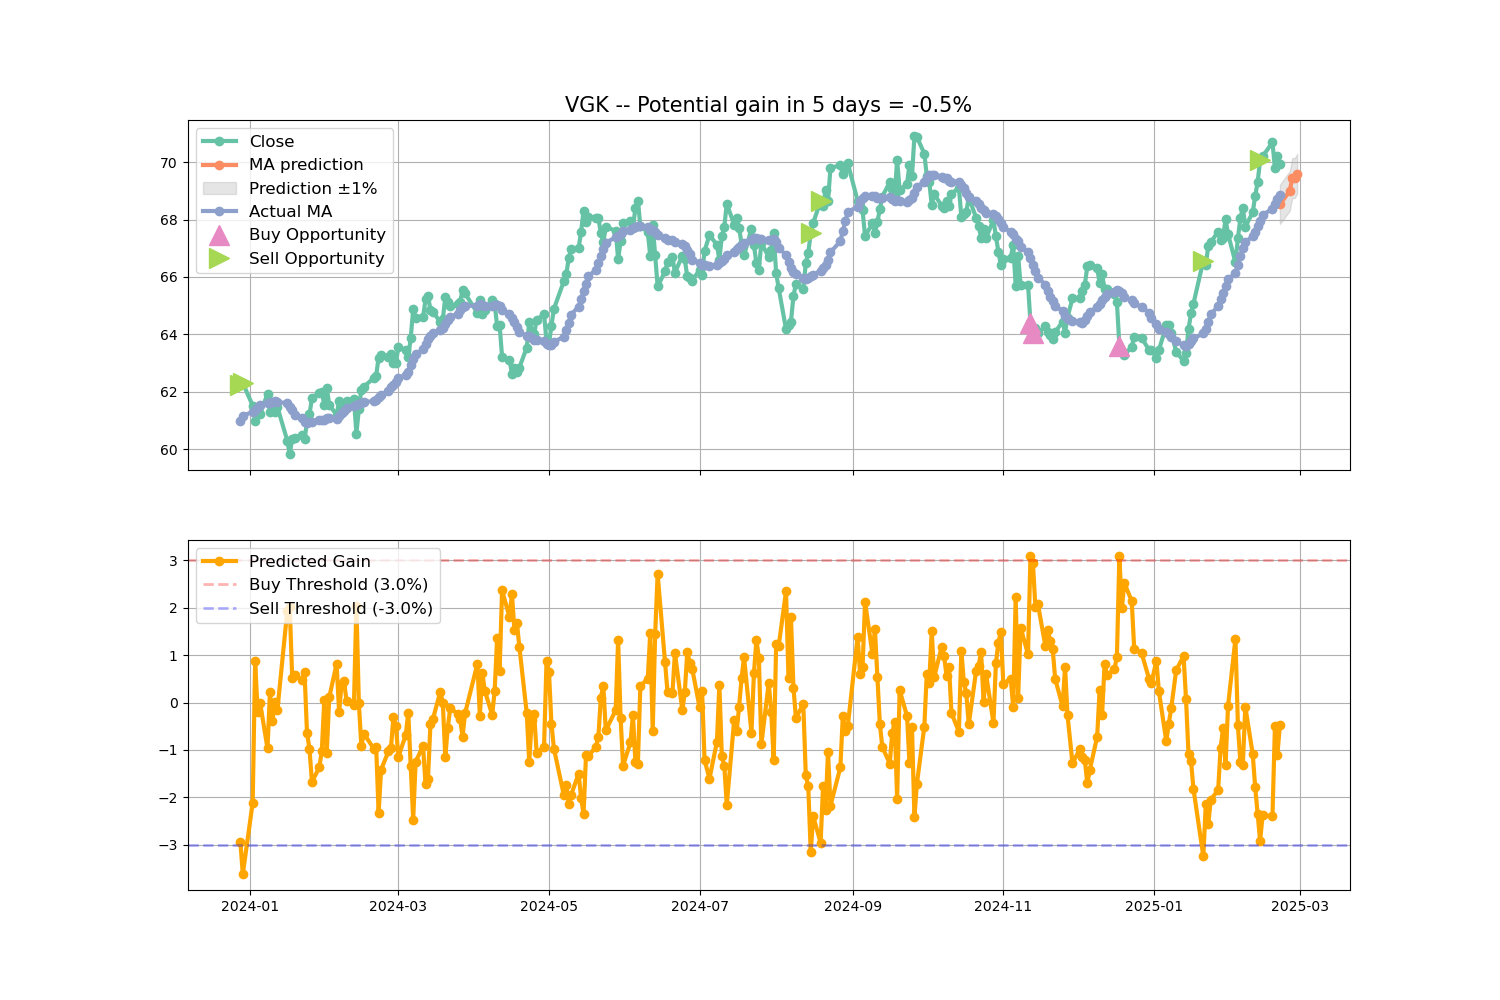 VGK -- Potential gain in 5 days = -0.5%
Close
MA prediction
Prediction ±1%
Actual MA
Buy Opportunity
Sell Opportunity
70
68
66
64
62
60
Predicted Gain
Buy Threshold (3.0%)
Sell Threshold (-3.0%)
3
2
1
0
−1
−2
−3
2024-01
2024-03
2024-05
2024-07
2024-09
2024-11
2025-01
2025-03